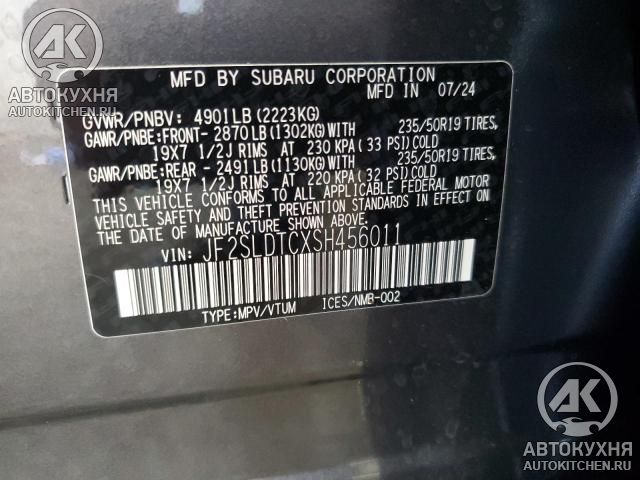 AK
АВТОКУХНЯ
AUTOKITCHEN.RU
MFD BY SUBARU CORPORATION
MFD IN 07/24
GVWR/PNBV: 4901LB(2223KG)
GAWR/PNBE:FRONT- 2870LB(1302KG)WITH 235/50R19 TIRES,
19X7 1/2J RIMS AT 230 KPA( 33 PSI)COLD
GAWR/PNBE:REAR - 2491LB(1130KG)WITH 235/50R19 TIRES,
19X7 1/2J RIMS AT 220 KPA( 32 PSI)COLD
THIS VEHICLE CONFORMS TO ALL APPLICABLE FEDERAL MOTOR
VEHICLE SAFETY AND THEFT PREVENTION STANDARDS IN EFFECT ON
THE DATE OF MANUFACTURE SHOWN ABOVE.
VIN: JF2SLDTCXSH456011
TYPE:MPV/VTUM ICES/NMB-002
AK
АВТОКУХНЯ
AUTOKITCHEN.RU